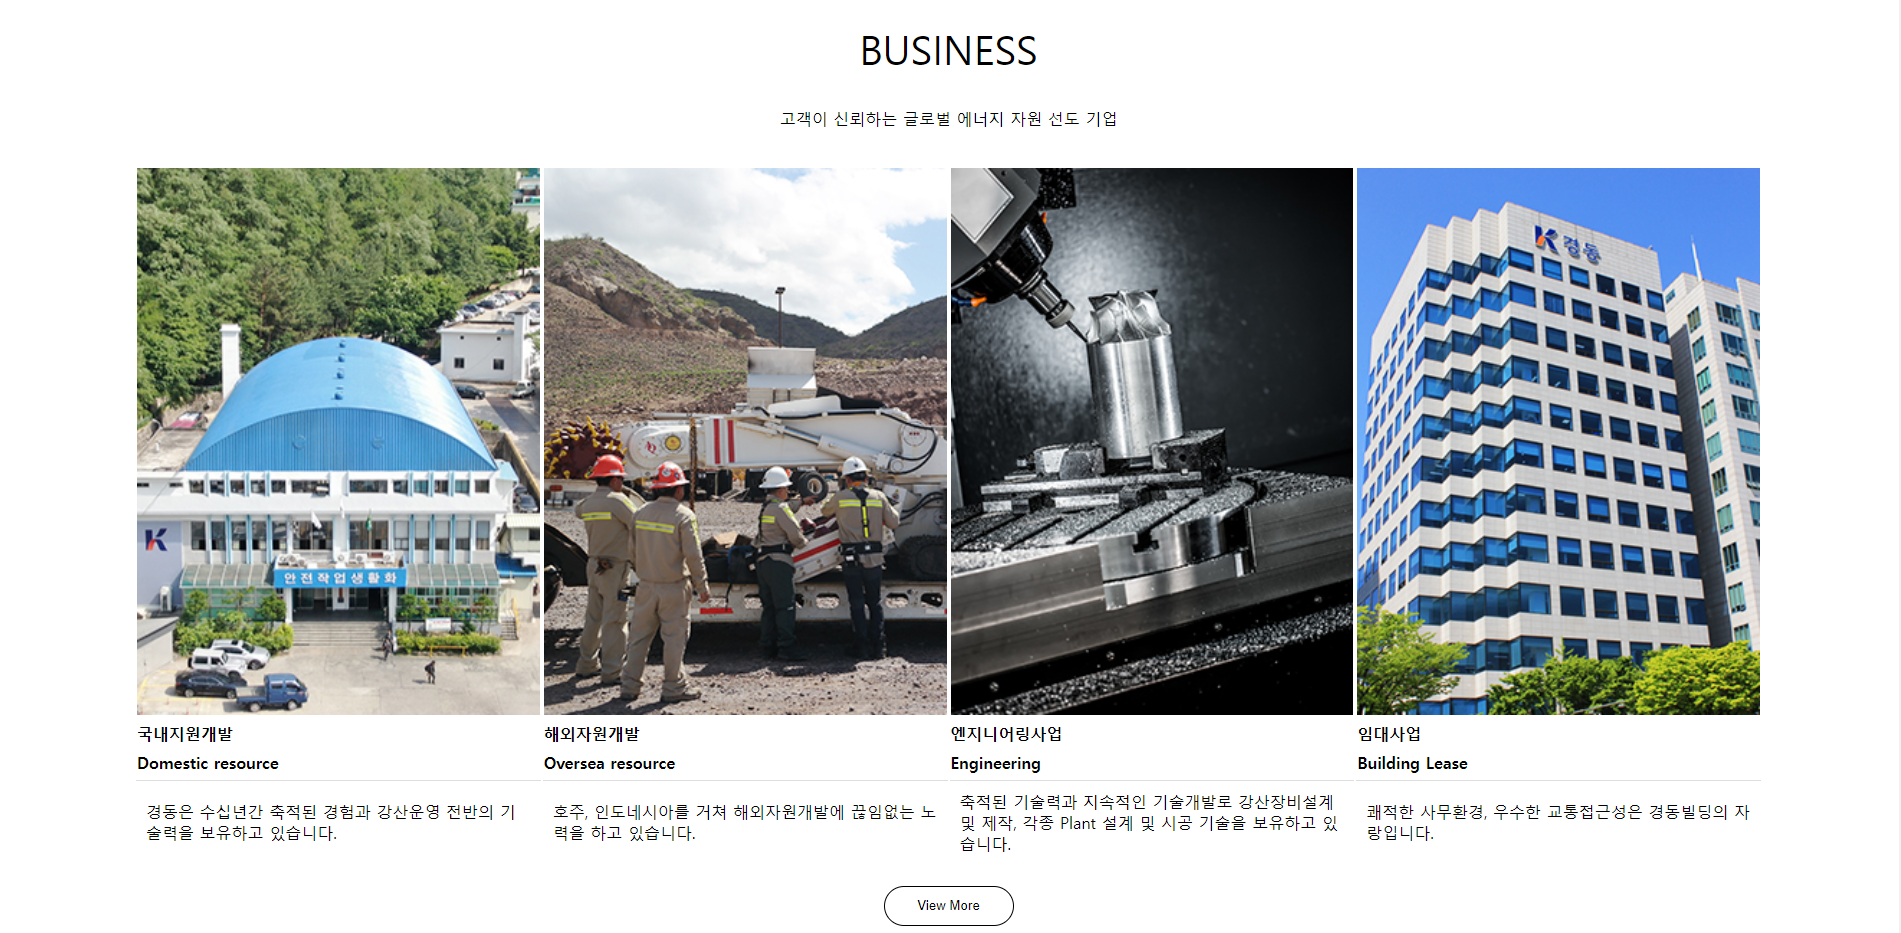 BUSINESS
고객이 신뢰하는 글로벌 에너지 자원 선도 기업
K
안전작업생활화
K 경동
국내지원개발
Domestic resource
경동은 수십년간 축적된 경험과 강산운영 전반의 기
술력을 보유하고 있습니다.
해외자원개발
Oversea resource
호주, 인도네시아를 거쳐 해외자원개발에 끊임없는 노
력을 하고 있습니다.
엔지니어링사업
Engineering
축적된 기술력과 지속적인 기술개발로 강산장비설계
및 제작, 각종 Plant 설계 및 시공 기술을 보유하고 있
습니다.
임대사업
Building Lease
쾌적한 사무환경, 우수한 교통접근성은 경동빌딩의 자
랑입니다.
View More